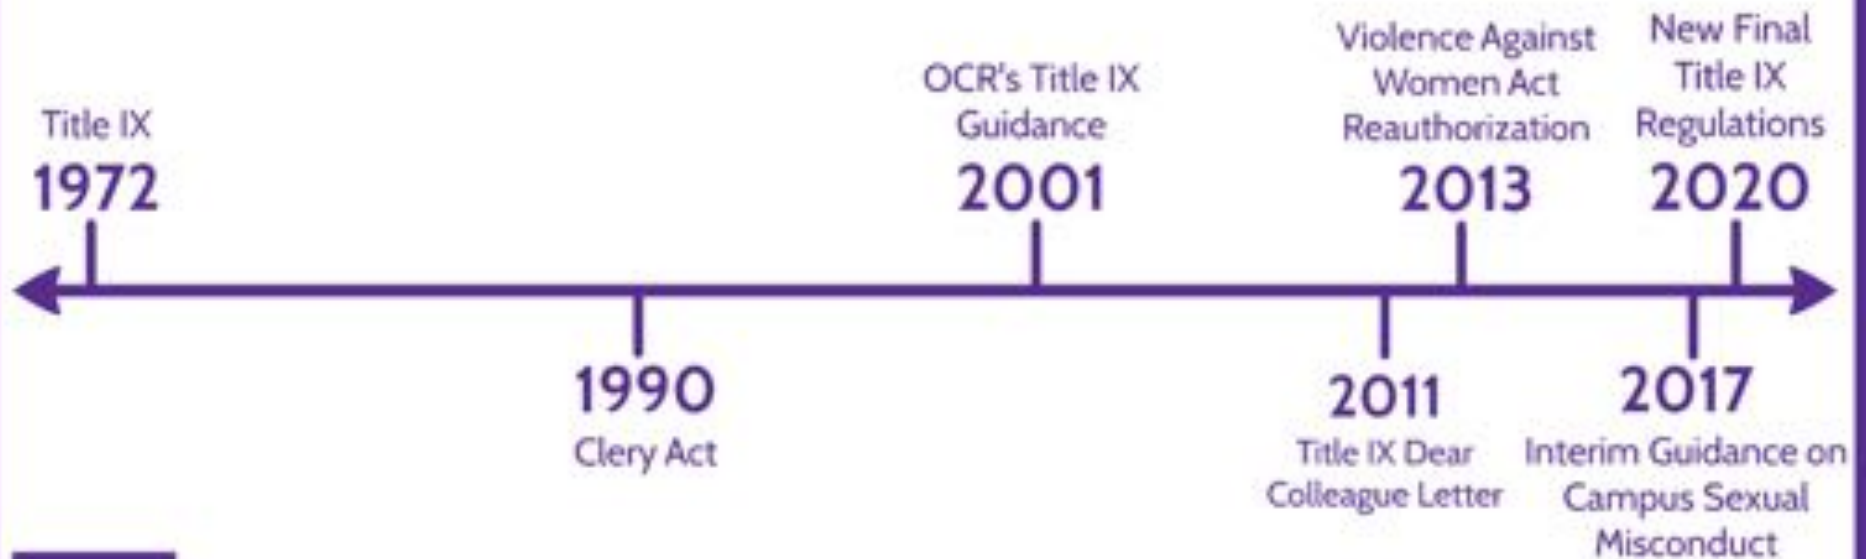 Title IX
1972
1990
Clery Act
OCR's Title IX
Guidance
2001
2011
Title IX Dear
Colleague Letter
Violence Against
Women Act
Reauthorization
2013
2017
Interim Guidance on
Campus Sexual
Misconduct
New Final
Title IX
Regulations
2020